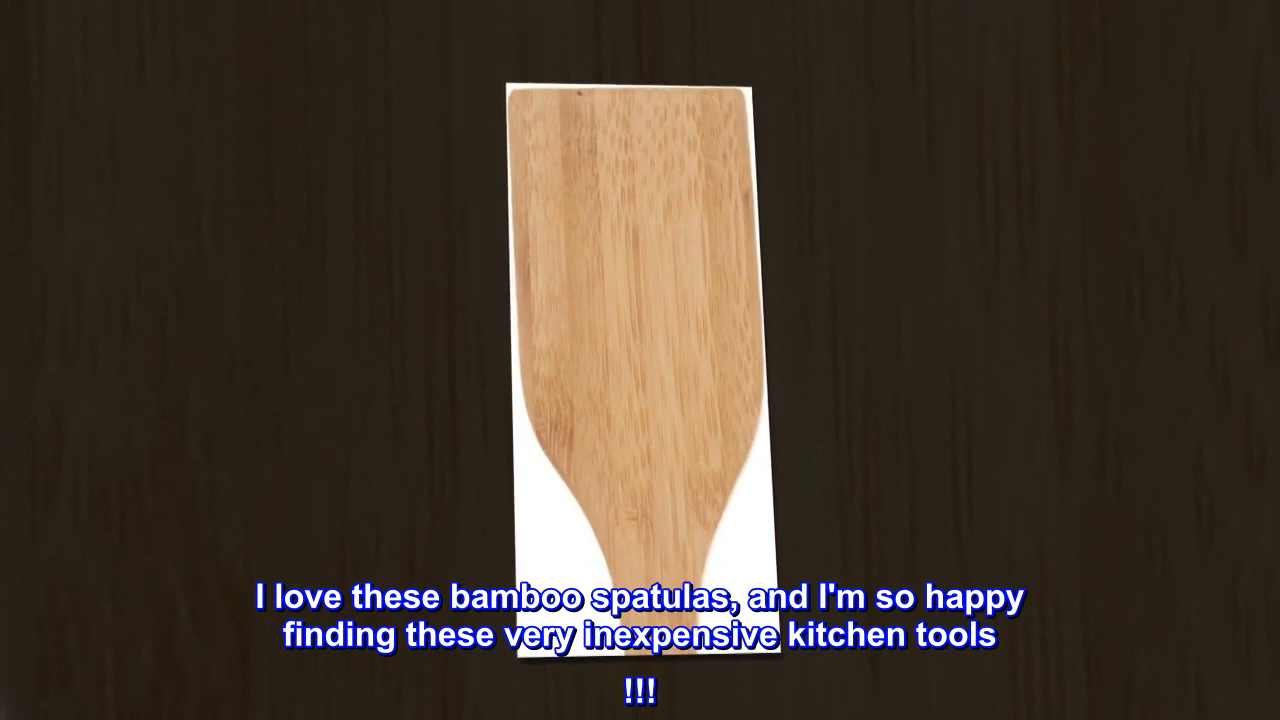 I love these bamboo spatulas, and I'm so happy
finding these very inexpensive kitchen tools
!!!